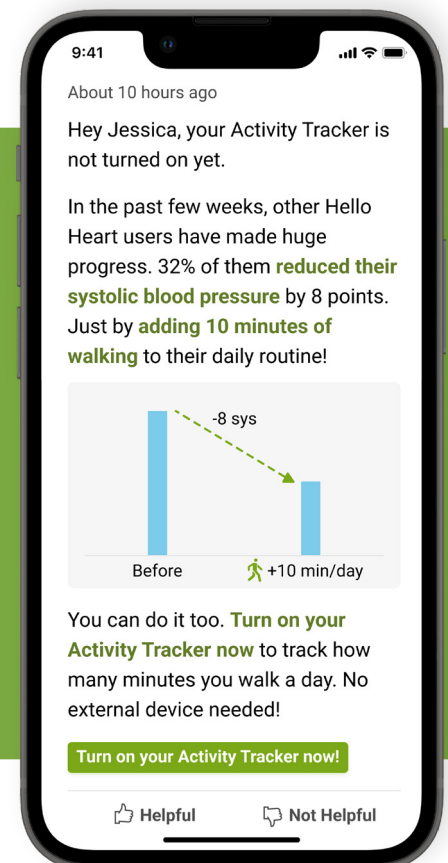 9:41
About 10 hours ago
Hey Jessica, your Activity Tracker is
not turned on yet.
In the past few weeks, other Hello
Heart users have made huge
progress. 32% of them reduced their
systolic blood pressure by 8 points.
Just by adding 10 minutes of
walking to their daily routine!
-8 sys
Before
+10 min/day
You can do it too. Turn on your
Activity Tracker now to track how
many minutes you walk a day. No
external device needed!
Turn on your Activity Tracker now!
Helpful
Not Helpful